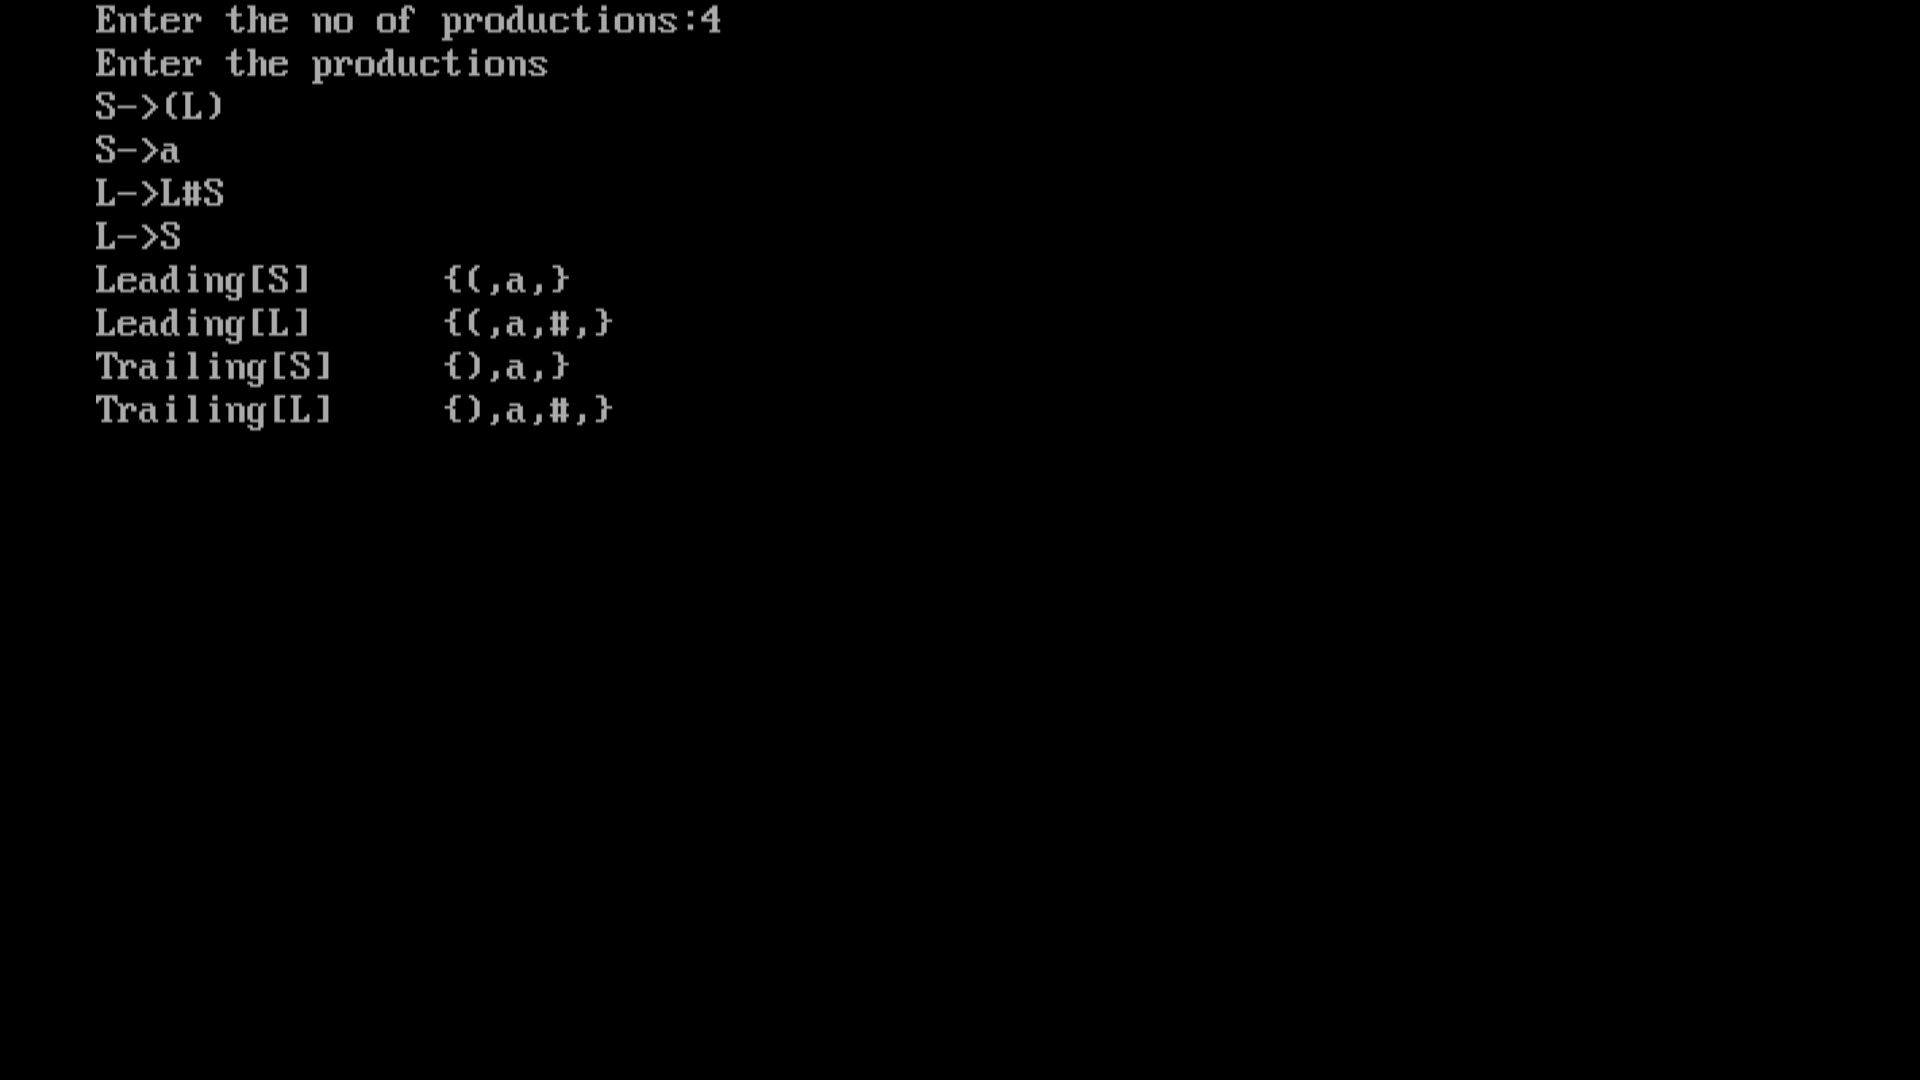 Enter the no of productions:4
Enter the productions
S->(L)
S->a
L->L#S
L->S
Leading[S] {(,a,}
Leading[L] {(,a,#,}
Trailing[S] {),a,}
Trailing[L] {),a,#,}